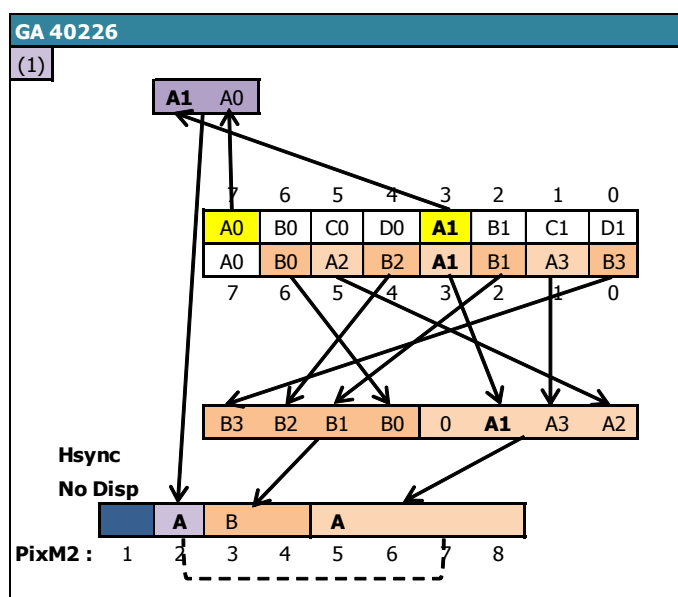 GA 40226
(1)
A1 A0
7 6 5 4 3 2 1 0
A0 B0 C0 D0 A1 B1 C1 D1
A0 B0 A2 B2 A1 B1 A3 B3
7 6 5 4 3 2 1 0
B3 B2 B1 B0 0 A1 A3 A2
Hsync
No Disp
A B A
PixM2 : 1 2 3 4 5 6 7 8